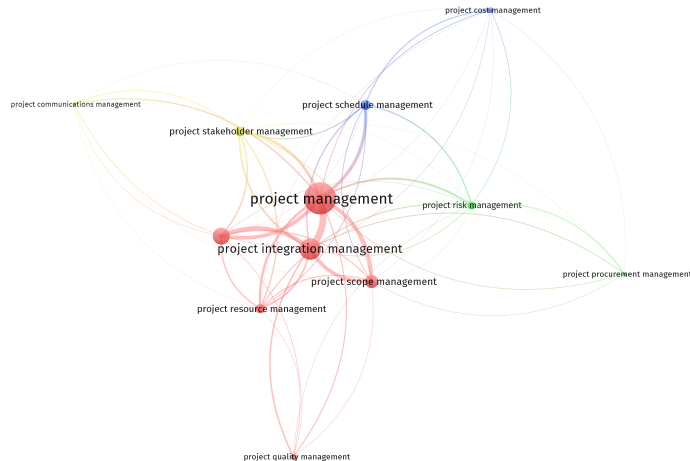 project cost management
project communications management
project schedule management
project stakeholder management
project management
project risk management
project integration management
project procurement management
project scope management
project resource management
project quality management